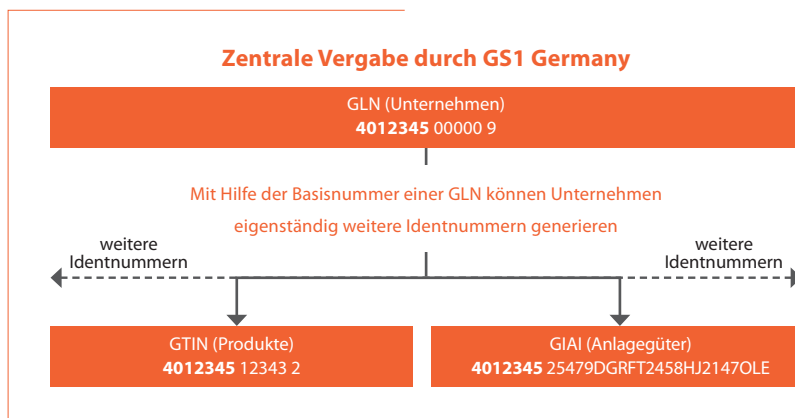 Zentrale Vergabe durch GS1 Germany
GLN (Unternehmen)
4012345 00000 9
Mit Hilfe der Basisnummer einer GLN können Unternehmen
eigenständig weitere Identnummern generieren
weitere
Identnummern
weitere
Identnummern
GTIN (Produkte)
4012345 12343 2
GIAI (Anlagegüter)
4012345 25479DGRFT2458HJ2147OLE